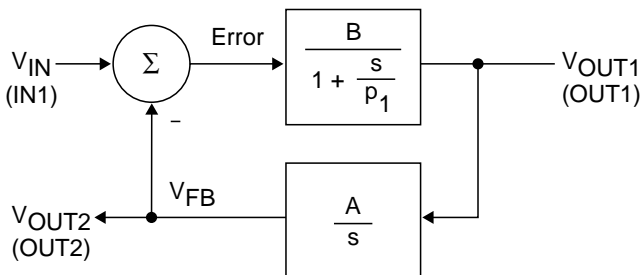 V_IN
(IN1)
Σ
Error
B
1 + s
p_1
V_OUT1
(OUT1)
–
V_FB
V_OUT2
(OUT2)
A
s